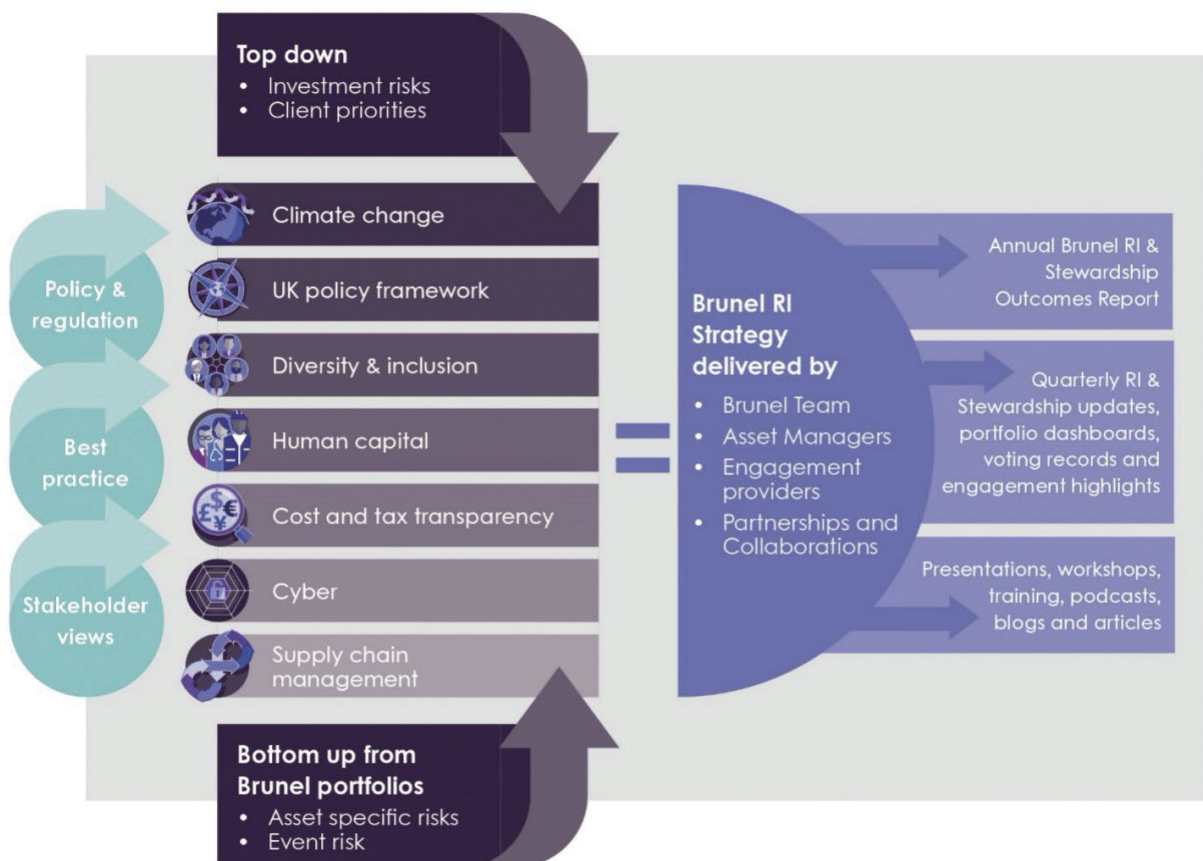 Top down
• Investment risks
• Client priorities
Policy &
regulation
Best
practice
Stakeholder
views
Climate change
UK policy framework
Diversity & inclusion
Human capital
Cost and tax transparency
$
£ €
¥
Cyber
Supply chain
management
Bottom up from
Brunel portfolios
• Asset specific risks
• Event risk
=
Brunel RI
Strategy
delivered by
• Brunel Team
• Asset Managers
• Engagement
providers
• Partnerships and
Collaborations
Annual Brunel RI &
Stewardship
Outcomes Report
Quarterly RI &
Stewardship updates,
portfolio dashboards,
voting records and
engagement highlights
Presentations, workshops,
training, podcasts,
blogs and articles